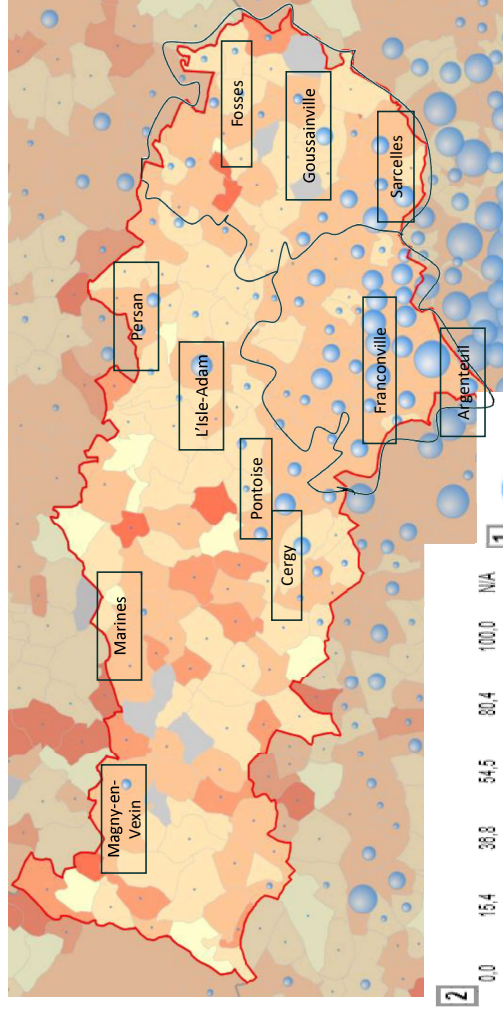 Magny-en-
Vexin
Marines
Persan
Fosses
L'Isle-Adam
Goussainville
Pontoise
Cergy
Sarcelles
Franconville
Argenteuil
1
2
0,0 15,4 38,8 54,5 80,4 100,0 N/A